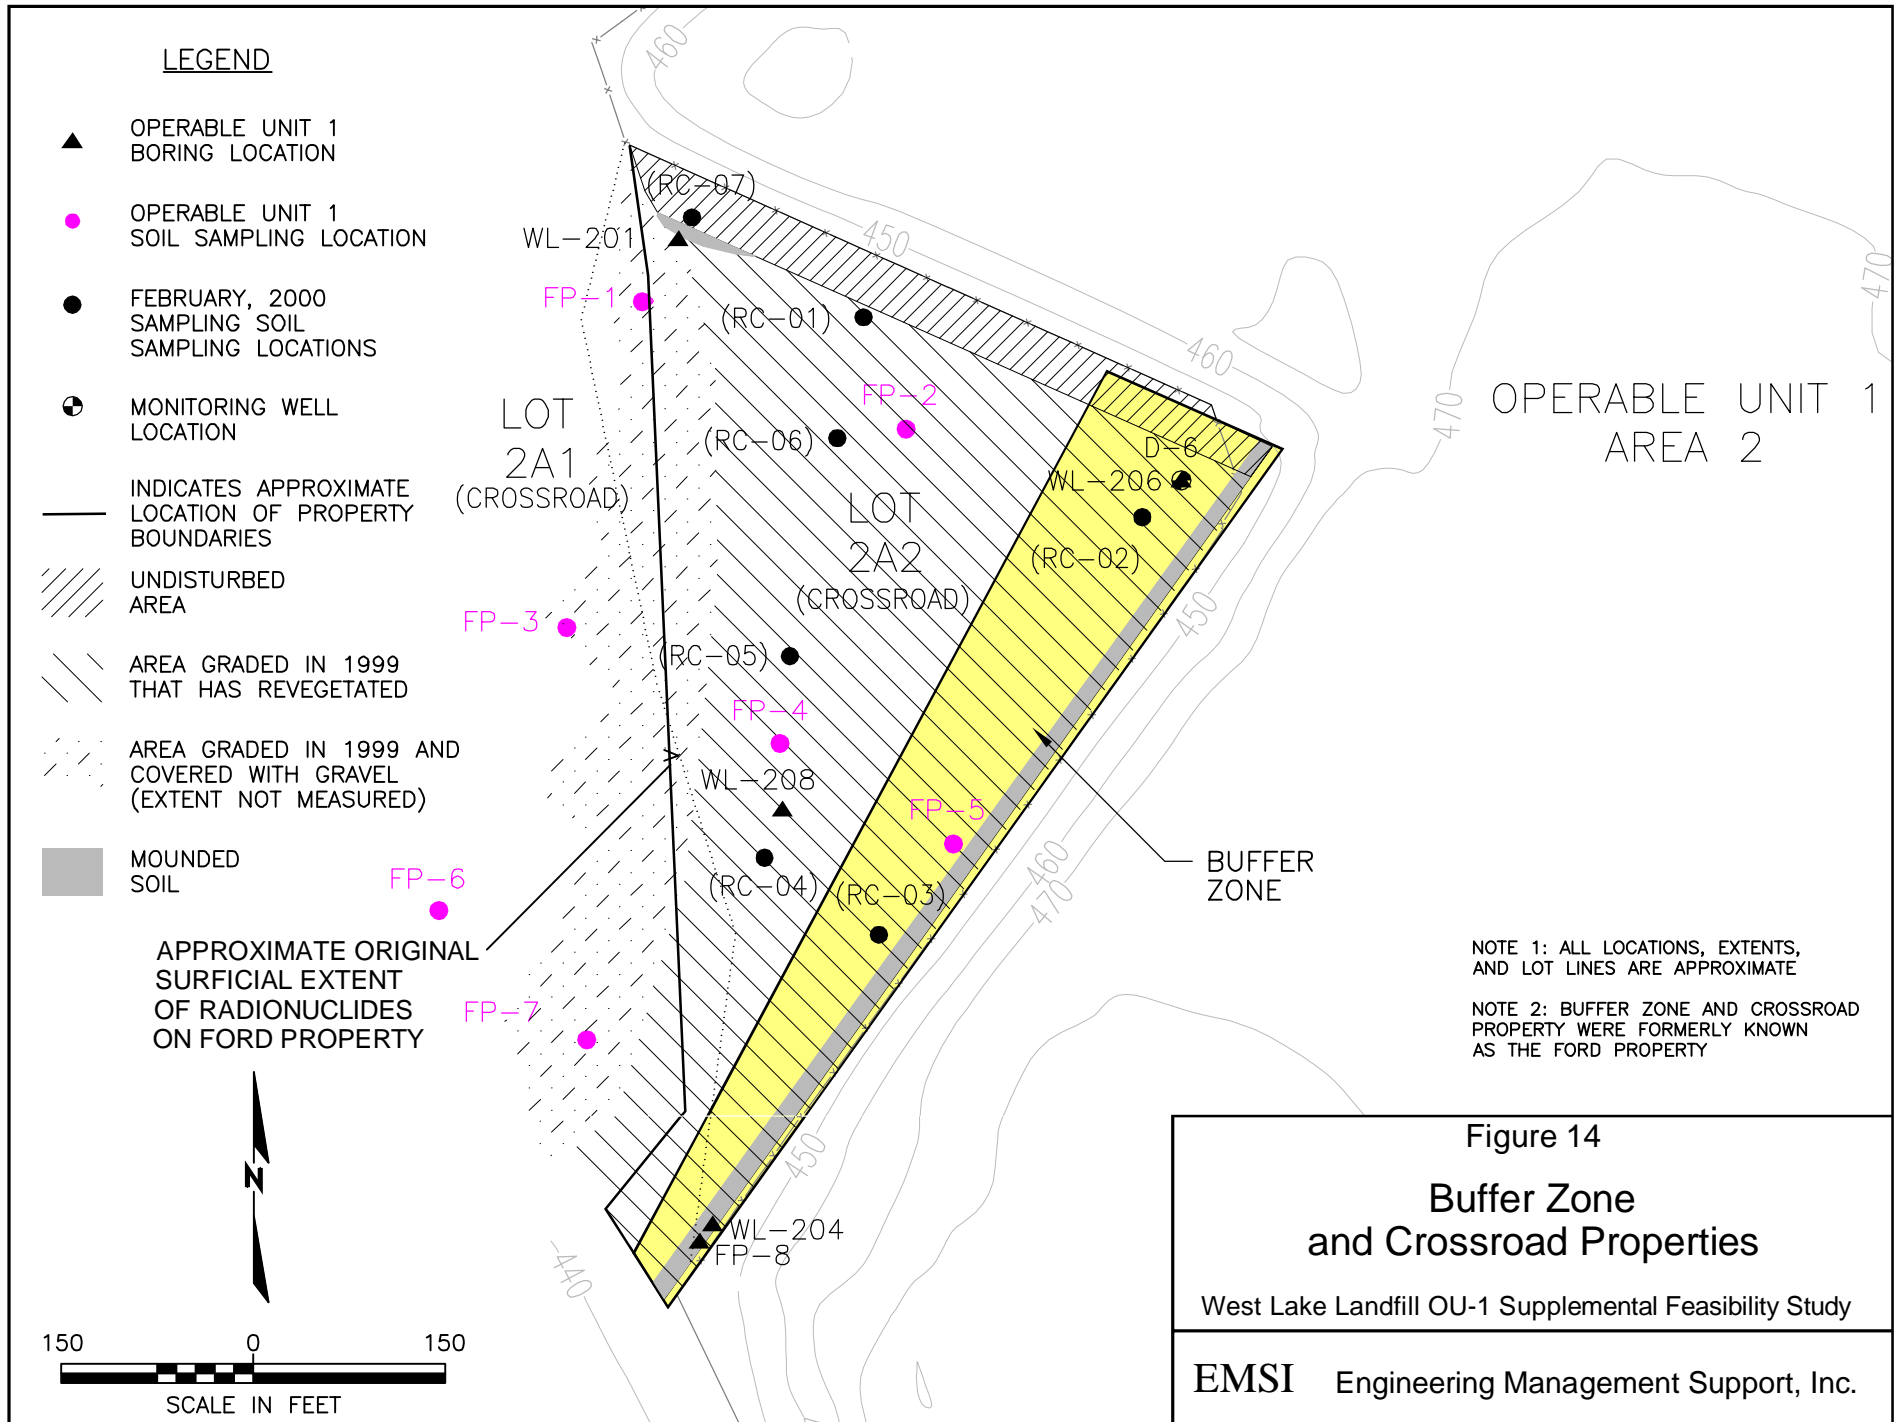 LEGEND
OPERABLE UNIT 1
BORING LOCATION
OPERABLE UNIT 1
SOIL SAMPLING LOCATION
FEBRUARY, 2000
SAMPLING SOIL
SAMPLING LOCATIONS
MONITORING WELL
LOCATION
INDICATES APPROXIMATE
LOCATION OF PROPERTY
BOUNDARIES
UNDISTURBED
AREA
AREA GRADED IN 1999
THAT HAS REVEGETATED
AREA GRADED IN 1999 AND
COVERED WITH GRAVEL
(EXTENT NOT MEASURED)
MOUNDED
SOIL
460
(RC-07)
WL-201
450
470
FP-1
(RC-01)
460
FP-2
LOT
2A1
(CROSSROAD)
(RC-06)
470
OPERABLE UNIT 1
AREA 2
D-6
WL-206
LOT
2A2
(CROSSROAD)
(RC-02)
450
FP-3
(RC-05)
FP-4
WL-208
FP-5
BUFFER
ZONE
460
470
FP-6
(RC-04)
(RC-03)
APPROXIMATE ORIGINAL
SURFICIAL EXTENT
OF RADIONUCLIDES
ON FORD PROPERTY
FP-7
NOTE 1: ALL LOCATIONS, EXTENTS,
AND LOT LINES ARE APPROXIMATE
NOTE 2: BUFFER ZONE AND CROSSROAD
PROPERTY WERE FORMERLY KNOWN
AS THE FORD PROPERTY
450
N
WL-204
FP-8
440
150 0 150
SCALE IN FEET
Figure 14
Buffer Zone
and Crossroad Properties
West Lake Landfill OU-1 Supplemental Feasibility Study
EMSI Engineering Management Support, Inc.